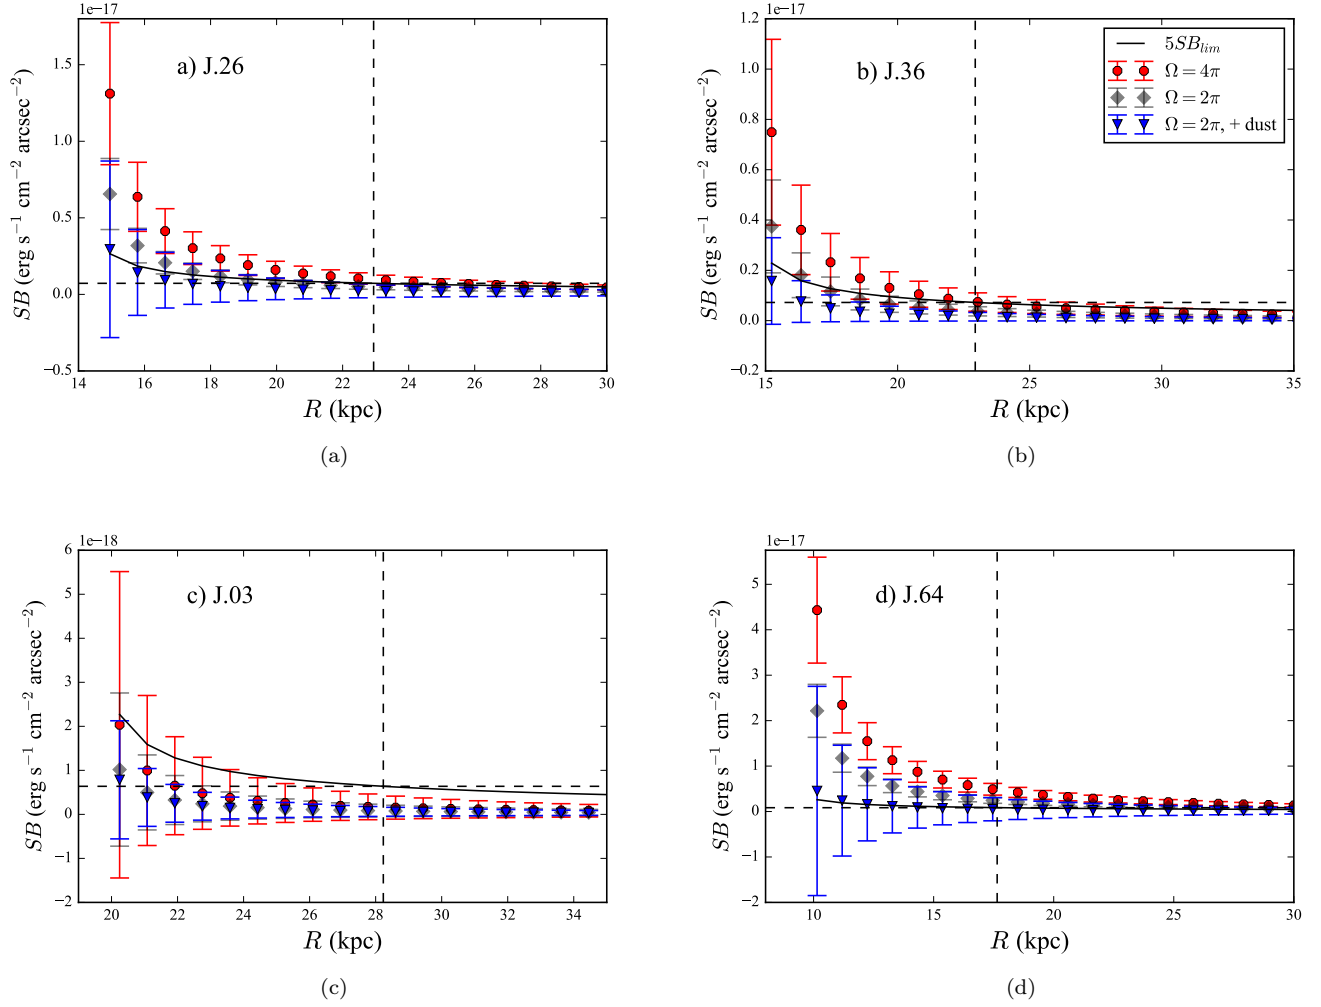 1e−17
a) J.26
SB (erg s−1 cm−2 arcsec−2)
1.5
1.0
0.5
0.0
−0.5
14 16 18 20 22 24 26 28 30
R (kpc)
(a)
1e−17
b) J.36
5SBlim
Ω = 4π
Ω = 2π
Ω = 2π, + dust
SB (erg s−1 cm−2 arcsec−2)
1.2
1.0
0.8
0.6
0.4
0.2
0.0
−0.2
15 20 25 30 35
R (kpc)
(b)
1e−18
c) J.03
SB (erg s−1 cm−2 arcsec−2)
6
5
4
3
2
1
0
−1
−2
20 22 24 26 28 30 32 34
R (kpc)
(c)
1e−17
d) J.64
SB (erg s−1 cm−2 arcsec−2)
5
4
3
2
1
0
−1
−2
10 15 20 25 30
R (kpc)
(d)